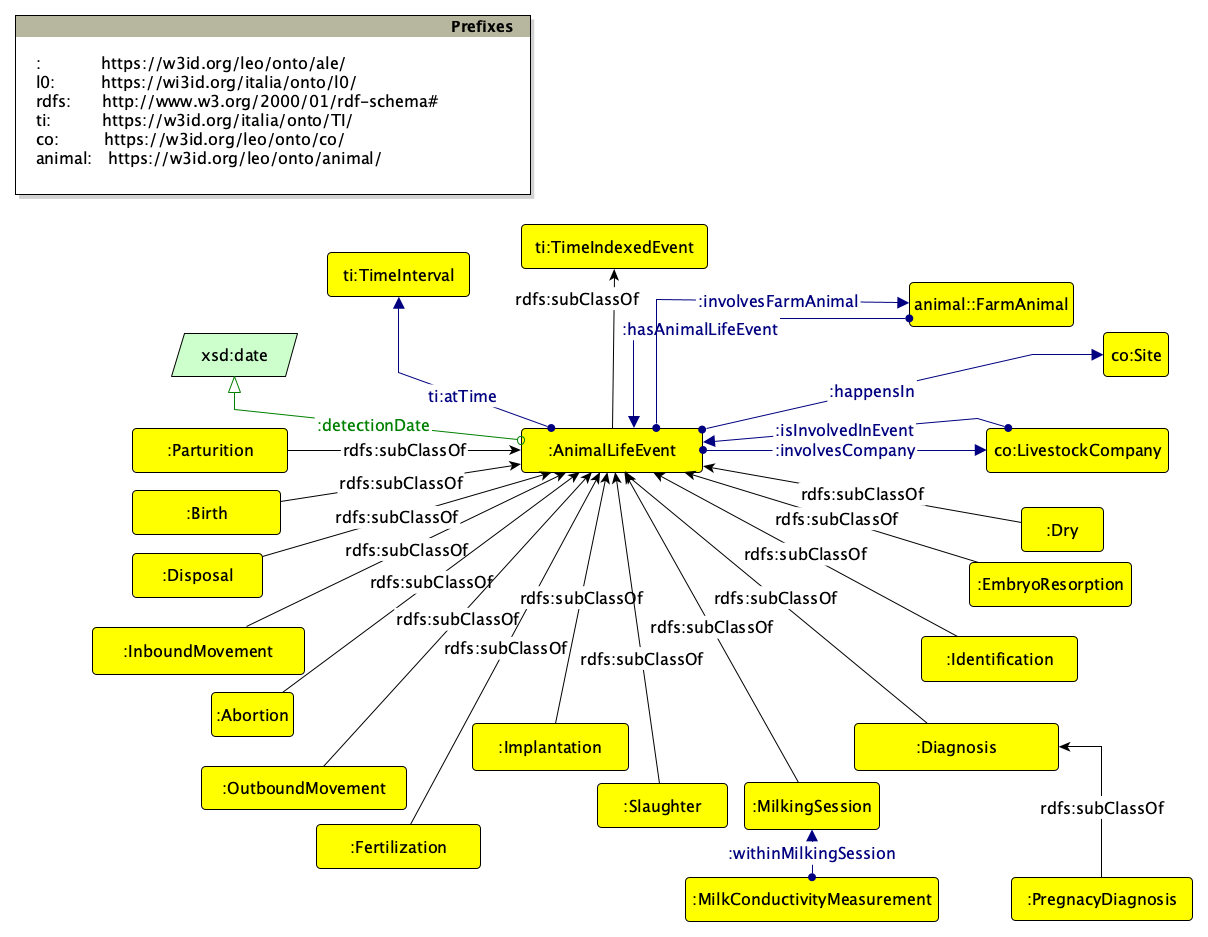 Prefixes
: https://w3id.org/leo/onto/ale/
l0: https://wi3id.org/italia/onto/l0/
rdfs: http://www.w3.org/2000/01/rdf-schema#
ti: https://w3id.org/italia/onto/TI/
co: https://w3id.org/leo/onto/co/
animal: https://w3id.org/leo/onto/animal/
ti:TimeIndexedEvent
ti:TimeInterval
rdfs:subClassOf
:involvesFarmAnimal
animal::FarmAnimal
:hasAnimalLifeEvent
xsd:date
co:Site
ti:atTime
:happensIn
:detectionDate
:isInvolvedInEvent
:Parturition
rdfs:subClassOf
:AnimalLifeEvent
:involvesCompany
co:LivestockCompany
rdfs:subClassOf
rdfs:subClassOf
:Birth
rdfs:subClassOf
rdfs:subClassOf
:Dry
rdfs:subClassOf
rdfs:subClassOf
:Disposal
rdfs:subClassOf
:EmbryoResorption
rdfs:subClassOf
rdfs:subClassOf
rdfs:subClassOf
rdfs:subClassOf
rdfs:subClassOf
:InboundMovement
rdfs:subClassOf
rdfs:subClassOf
:Identification
:Abortion
:Implantation
:Diagnosis
:OutboundMovement
:Slaughter
:MilkingSession
rdfs:subClassOf
:Fertilization
:withinMilkingSession
:MilkConductivityMeasurement
:PregnacyDiagnosis